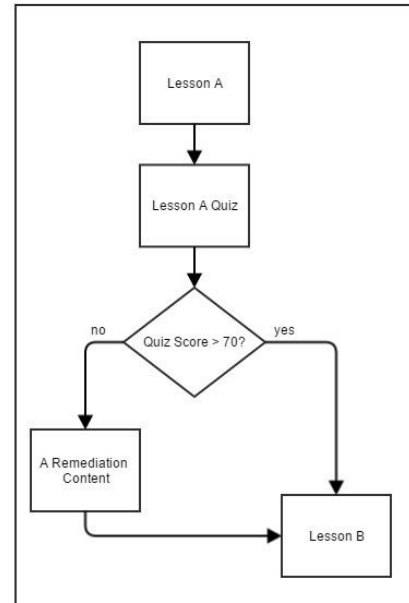 Lesson A
Lesson A Quiz
no
Quiz Score > 70?
yes
A Remediation
Content
Lesson B